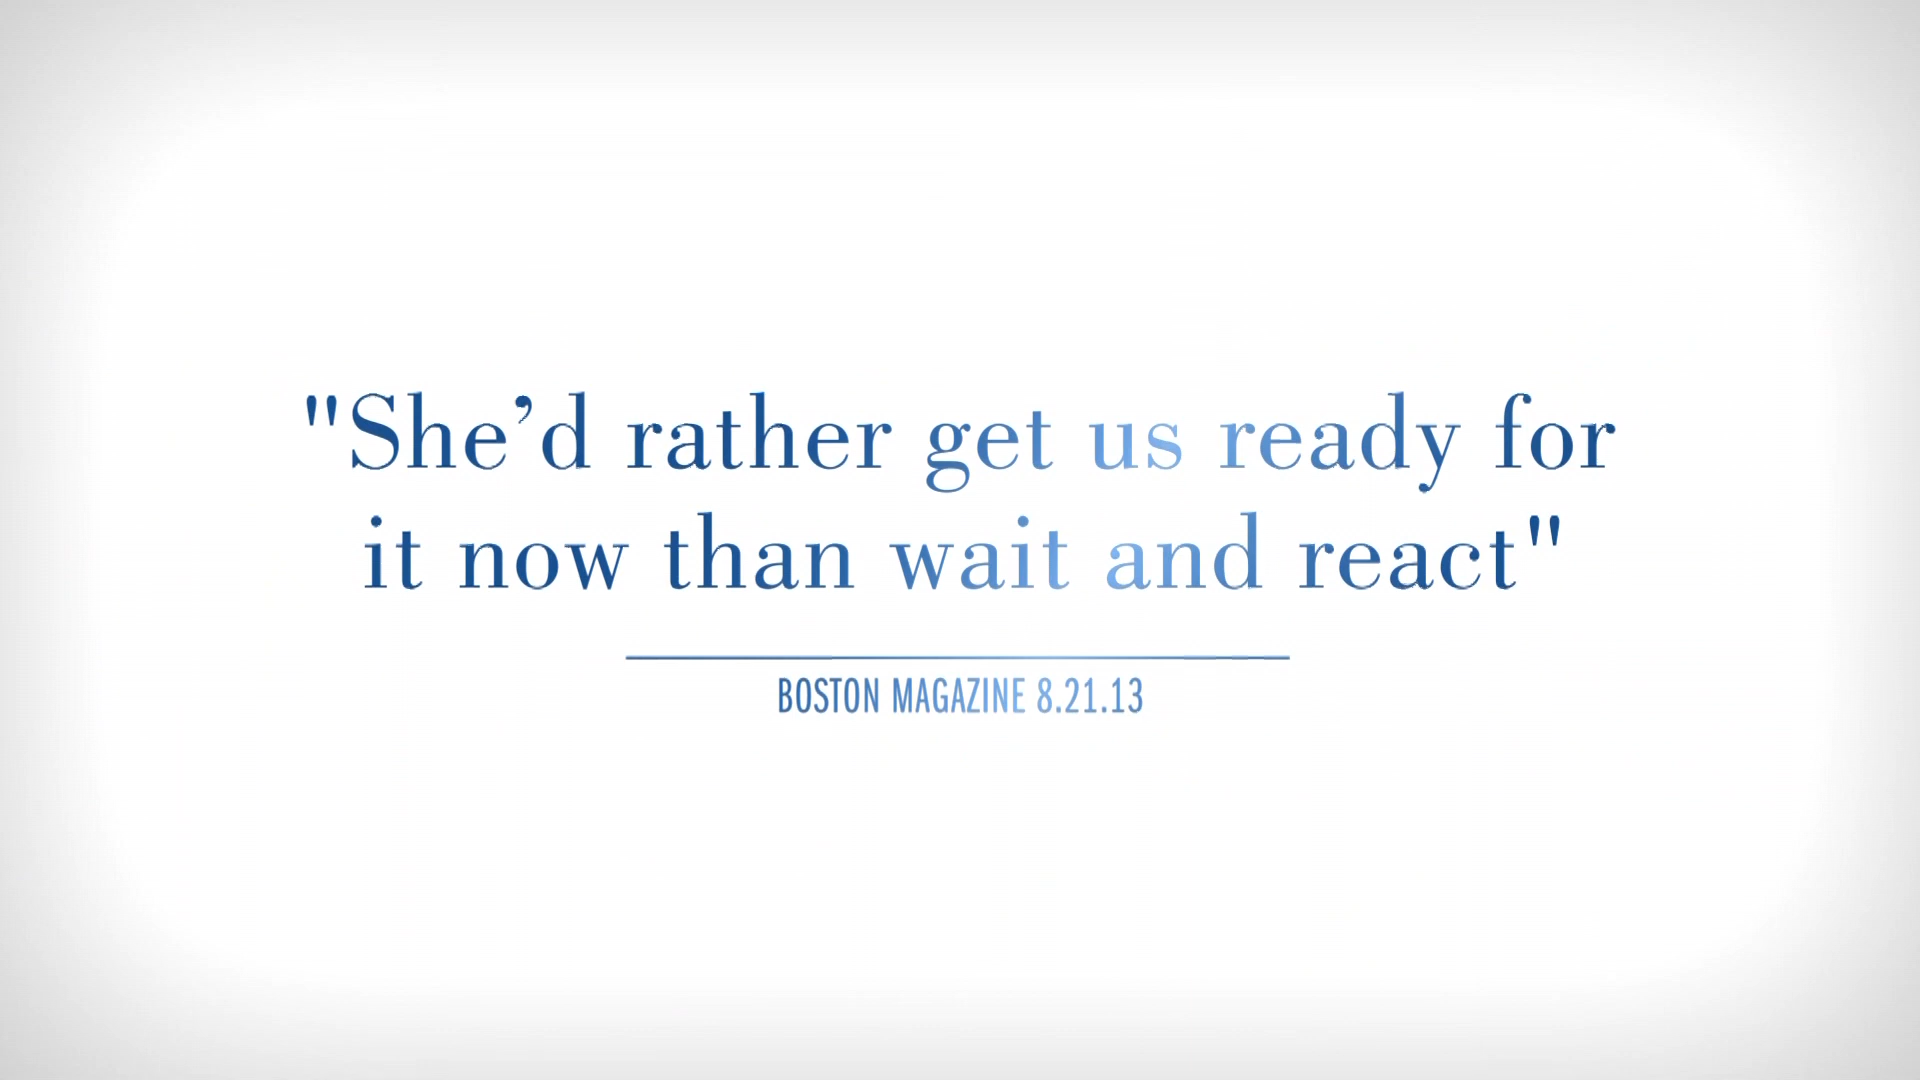 "She’d rather get us ready for
it now than wait and react"
BOSTON MAGAZINE 8.21.13